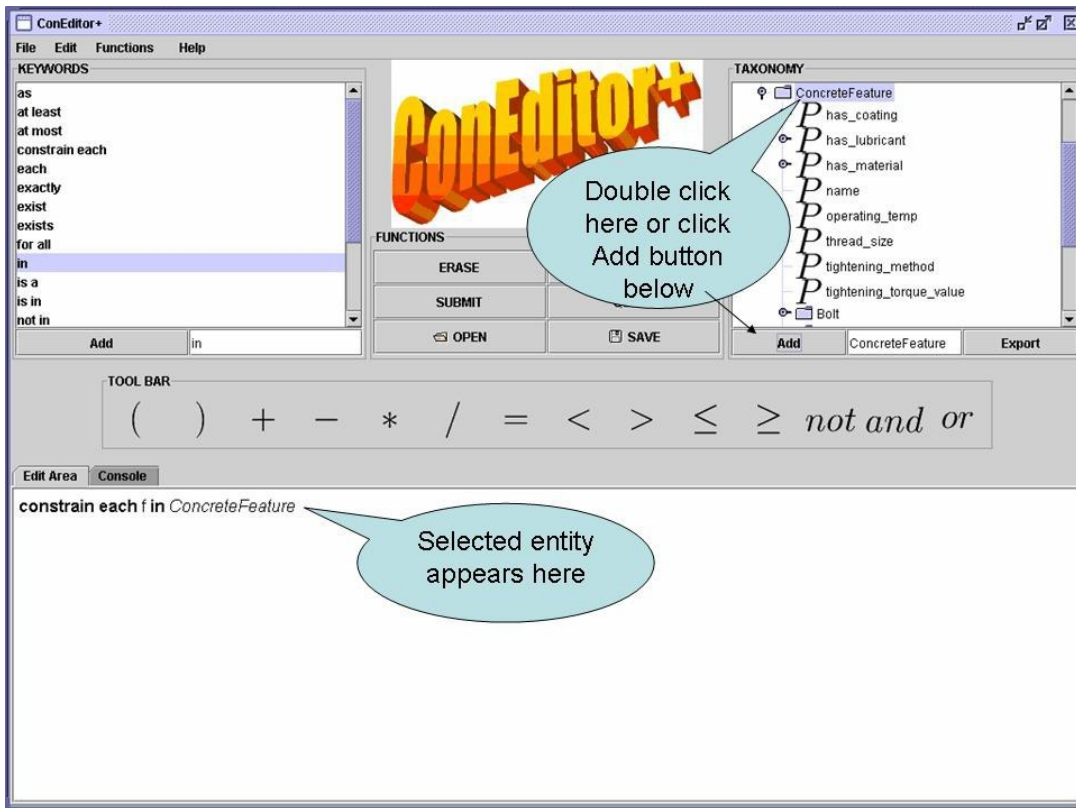 ConEditor+
File Edit Functions Help
KEYWORDS
as
at least
at most
constrain each
each
exactly
exist
exists
for all
in
is a
is in
not in
Add in
ConEditor+
FUNCTIONS
ERASE
SUBMIT
OPEN SAVE
TAXONOMY
ConcreteFeature
P has_coating
P has_lubricant
P has_material
P name
P operating_temp
P thread_size
P tightening_method
P tightening_torque_value
Bolt
Add ConcreteFeature Export
Double click
here or click
Add button
below
TOOL BAR
( ) + − * / = < > ≤ ≥ not and or
Edit Area Console
constrain each f in ConcreteFeature
Selected entity
appears here